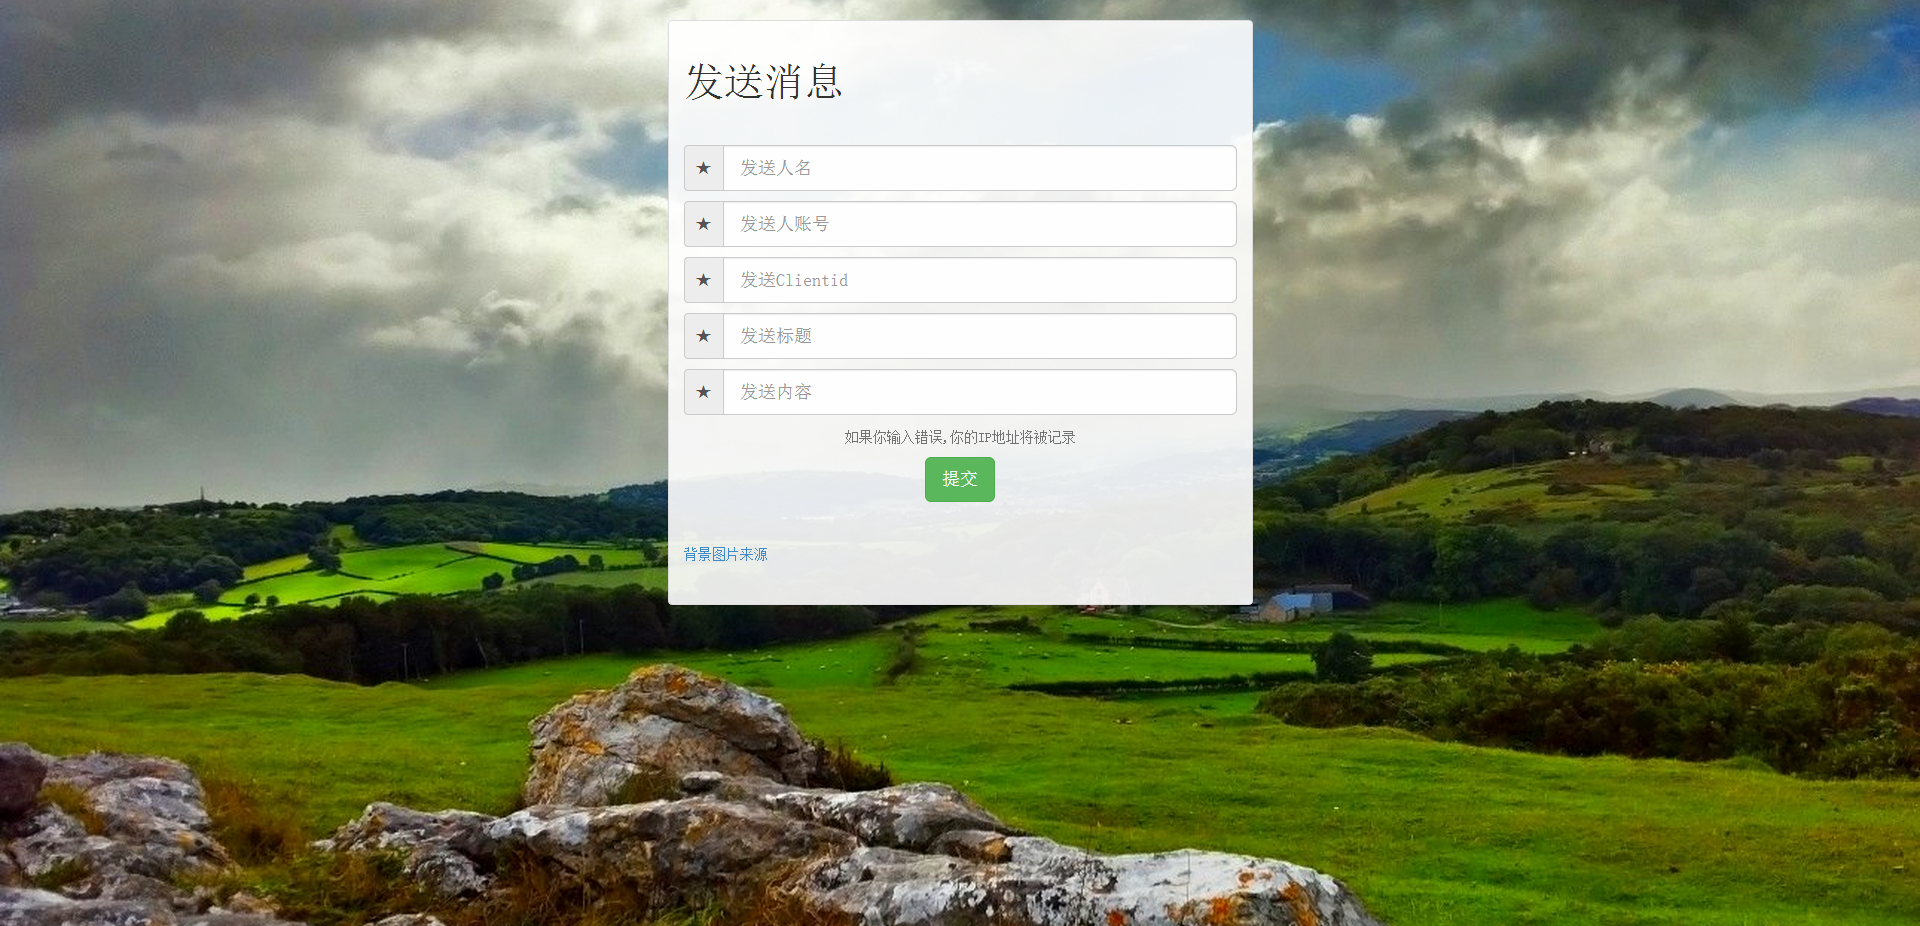 发送消息
★ 发送人名
★ 发送人账号
★ 发送Clientid
★ 发送标题
★ 发送内容
如果你输入错误,你的IP地址将被记录
提交
背景图片来源